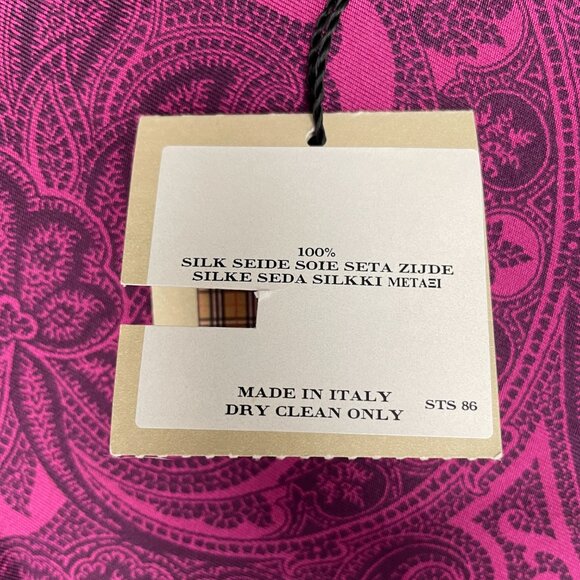 100%
SILK SEIDE SOIE SETA ZIJDE
SILKE SEDA SILKKI ΜΕΤΑΞΙ
MADE IN ITALY
DRY CLEAN ONLY
STS 86